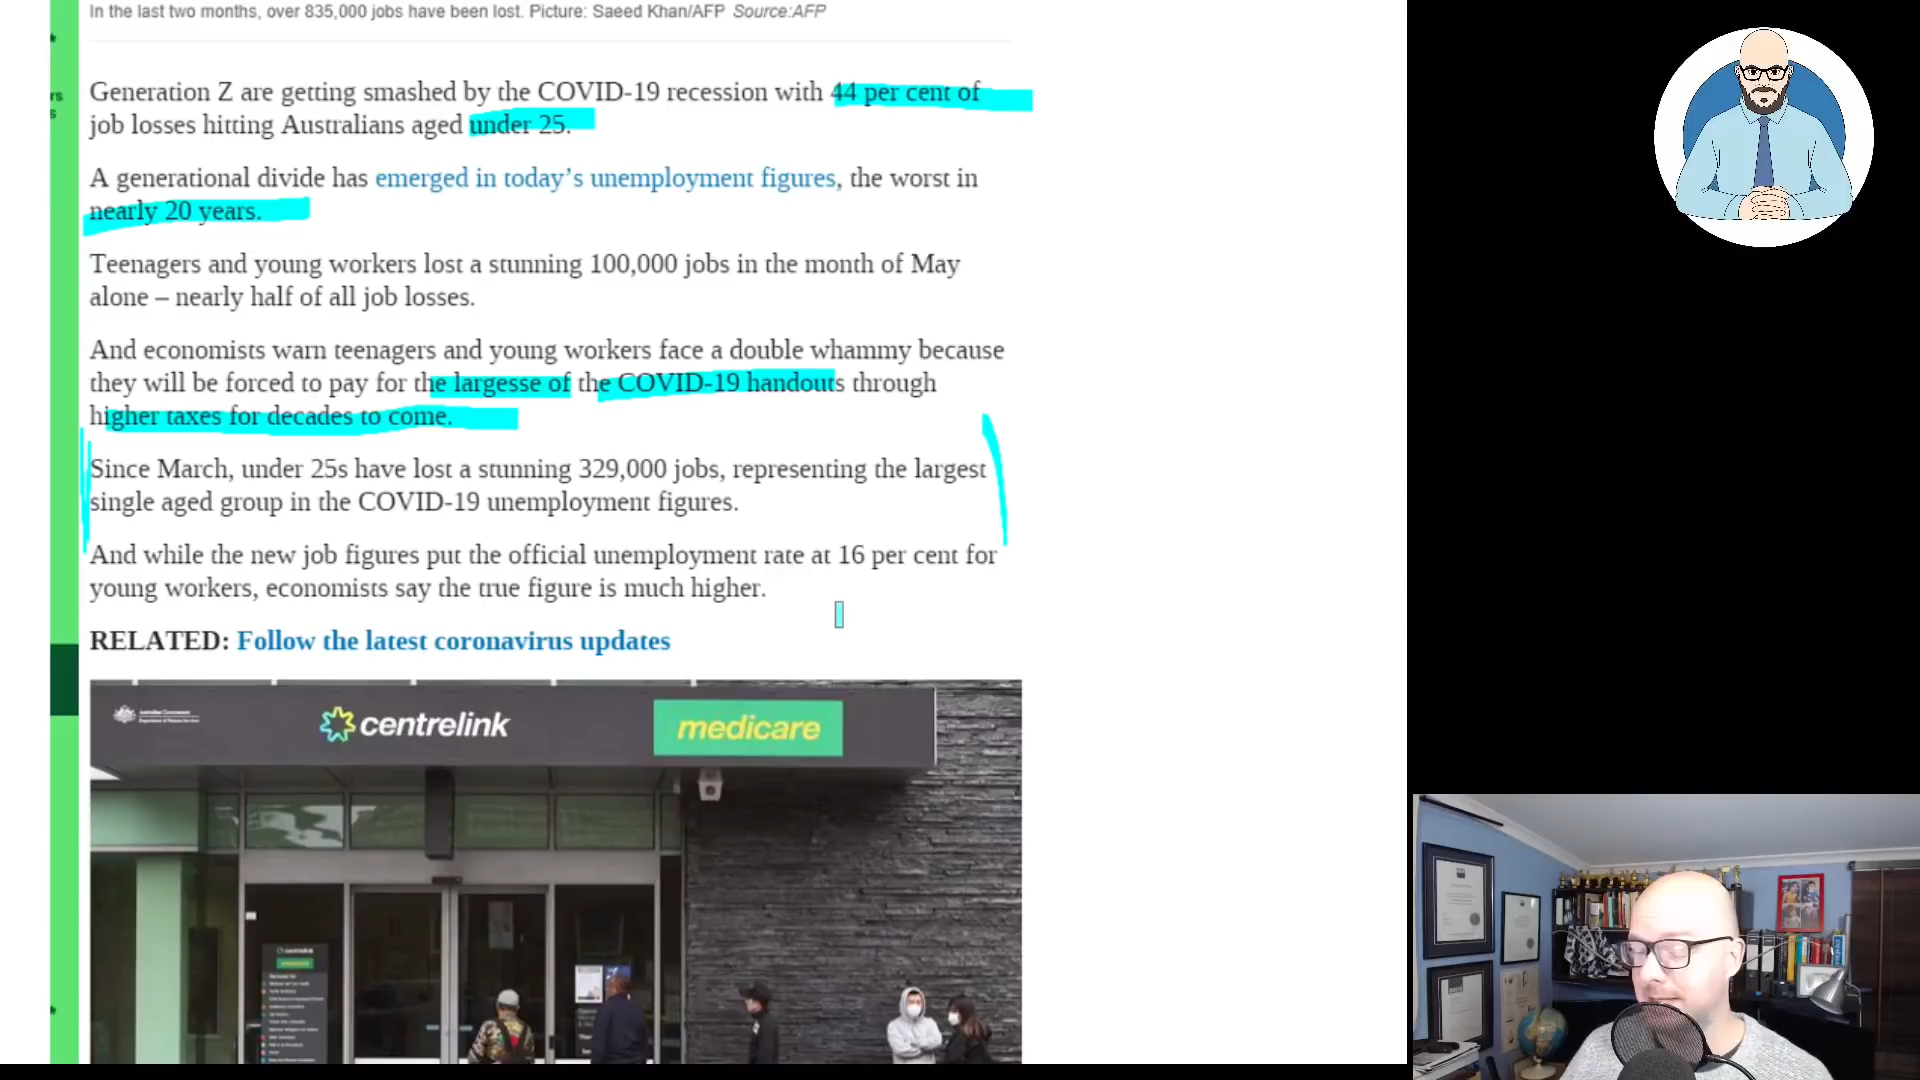 In the last two months, over 835,000 jobs have been lost. Picture: Saeed Khan/AFP Source:AFP
Generation Z are getting smashed by the COVID-19 recession with 44 per cent of
job losses hitting Australians aged under 25.
A generational divide has emerged in today’s unemployment figures, the worst in
nearly 20 years.
Teenagers and young workers lost a stunning 100,000 jobs in the month of May
alone – nearly half of all job losses.
And economists warn teenagers and young workers face a double whammy because
they will be forced to pay for the largesse of the COVID-19 handouts through
higher taxes for decades to come.
Since March, under 25s have lost a stunning 329,000 jobs, representing the largest
single aged group in the COVID-19 unemployment figures.
And while the new job figures put the official unemployment rate at 16 per cent for
young workers, economists say the true figure is much higher.
RELATED: Follow the latest coronavirus updates
centrelink
medicare
centrelink
medicare